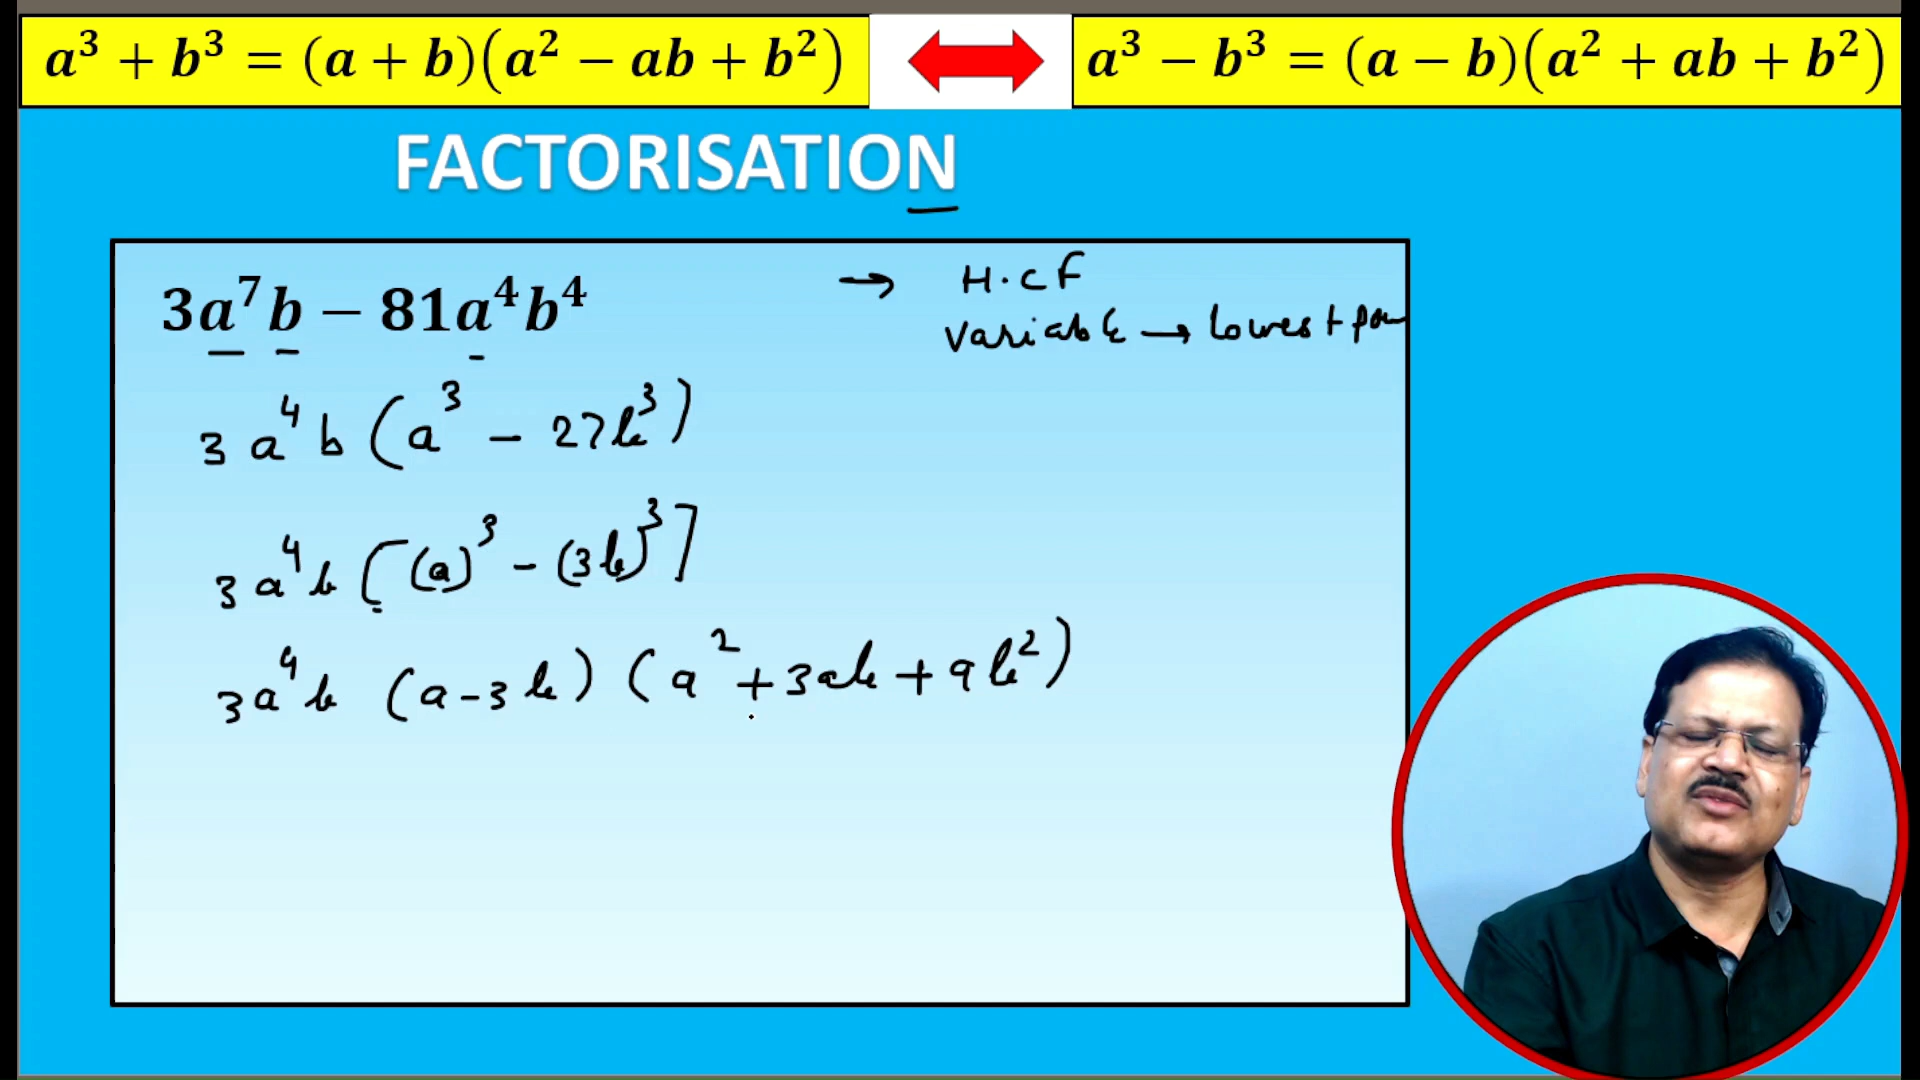 a³ + b³ = (a + b)(a² − ab + b²)
a³ − b³ = (a − b)(a² + ab + b²)
FACTORISATION
3a⁷b − 81a⁴b⁴
→ H.C.F
variable → lowest pow
3a⁴b (a³ − 27b³)
3a⁴b [(a)³ − (3b)³]
3a⁴b (a − 3b) (a² + 3ab + 9b²)